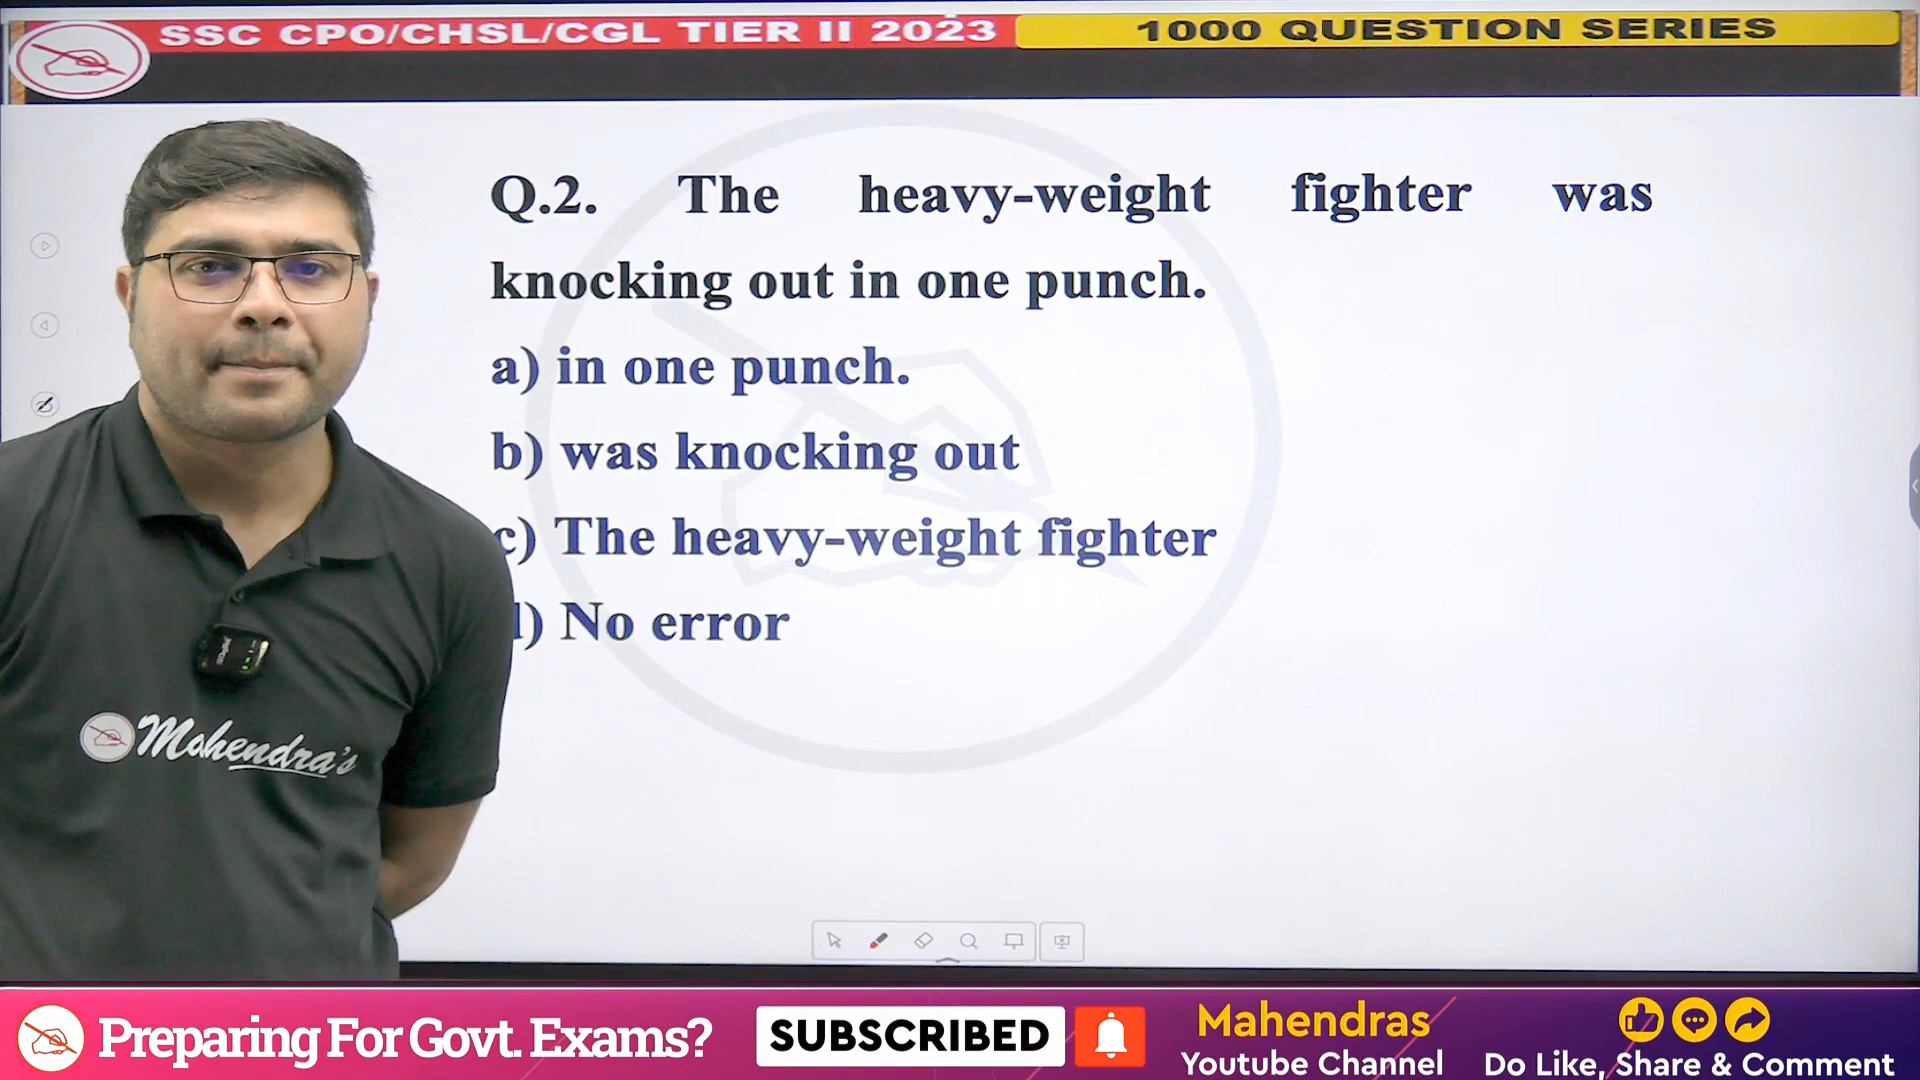 SSC CPO/CHSL/CGL TIER II 2023 1000 QUESTION SERIES
Q.2. The heavy-weight fighter was
knocking out in one punch.
a) in one punch.
b) was knocking out
c) The heavy-weight fighter
d) No error
Mahendra's
Preparing For Govt. Exams?
SUBSCRIBED
Mahendras
Youtube Channel
Do Like, Share & Comment